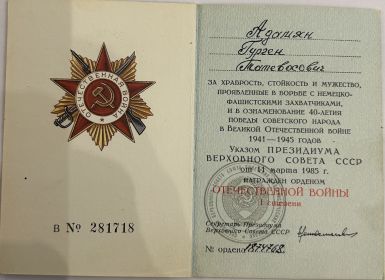 ОТЕЧЕСТВЕННАЯ ВОЙНА
В № 281718
Адамян
Гурген
Татевосович
ЗА ХРАБРОСТЬ, СТОЙКОСТЬ И МУЖЕСТВО,
ПРОЯВЛЕННЫЕ В БОРЬБЕ С НЕМЕЦКО-
ФАШИСТСКИМИ ЗАХВАТЧИКАМИ,
И В ОЗНАМЕНОВАНИЕ 40-ЛЕТИЯ
ПОБЕДЫ СОВЕТСКОГО НАРОДА
В ВЕЛИКОЙ ОТЕЧЕСТВЕННОЙ ВОЙНЕ
1941—1945 ГОДОВ
УКАЗОМ ПРЕЗИДИУМА
ВЕРХОВНОГО СОВЕТА СССР
от 11 марта 1985 г.
НАГРАЖДЕН ОРДЕНОМ
ОТЕЧЕСТВЕННОЙ ВОЙНЫ
I степени
Секретарь Президиума
Верховного Совета СССР
№ ордена